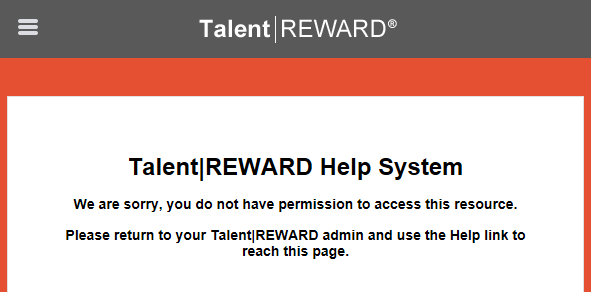 Talent|REWARD®
Talent|REWARD Help System
We are sorry, you do not have permission to access this resource.
Please return to your Talent|REWARD admin and use the Help link to
reach this page.